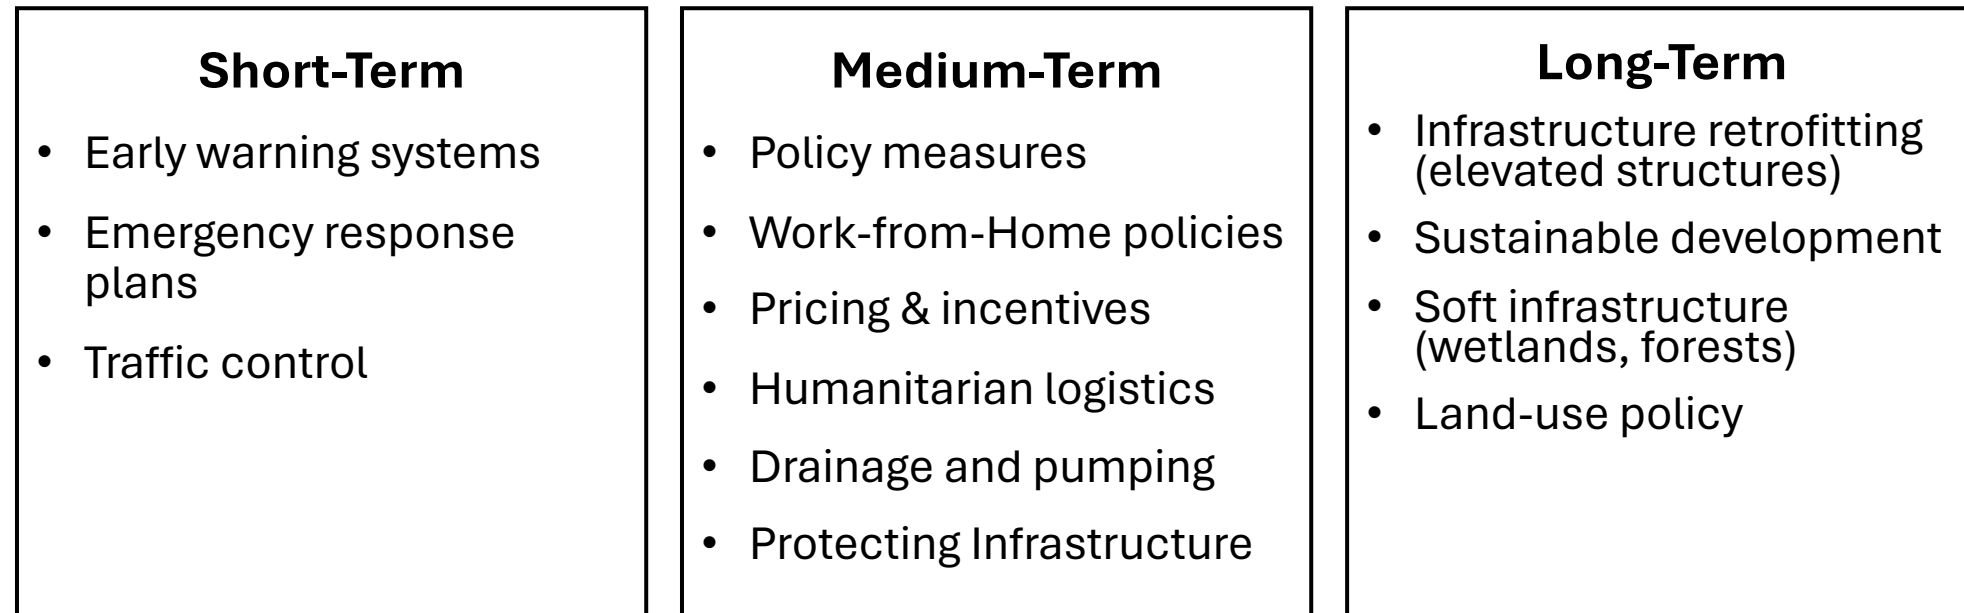 Short-Term
• Early warning systems
• Emergency response
plans
• Traffic control
Medium-Term
• Policy measures
• Work-from-Home policies
• Pricing & incentives
• Humanitarian logistics
• Drainage and pumping
• Protecting Infrastructure
Long-Term
• Infrastructure retrofitting
(elevated structures)
• Sustainable development
• Soft infrastructure
(wetlands, forests)
• Land-use policy